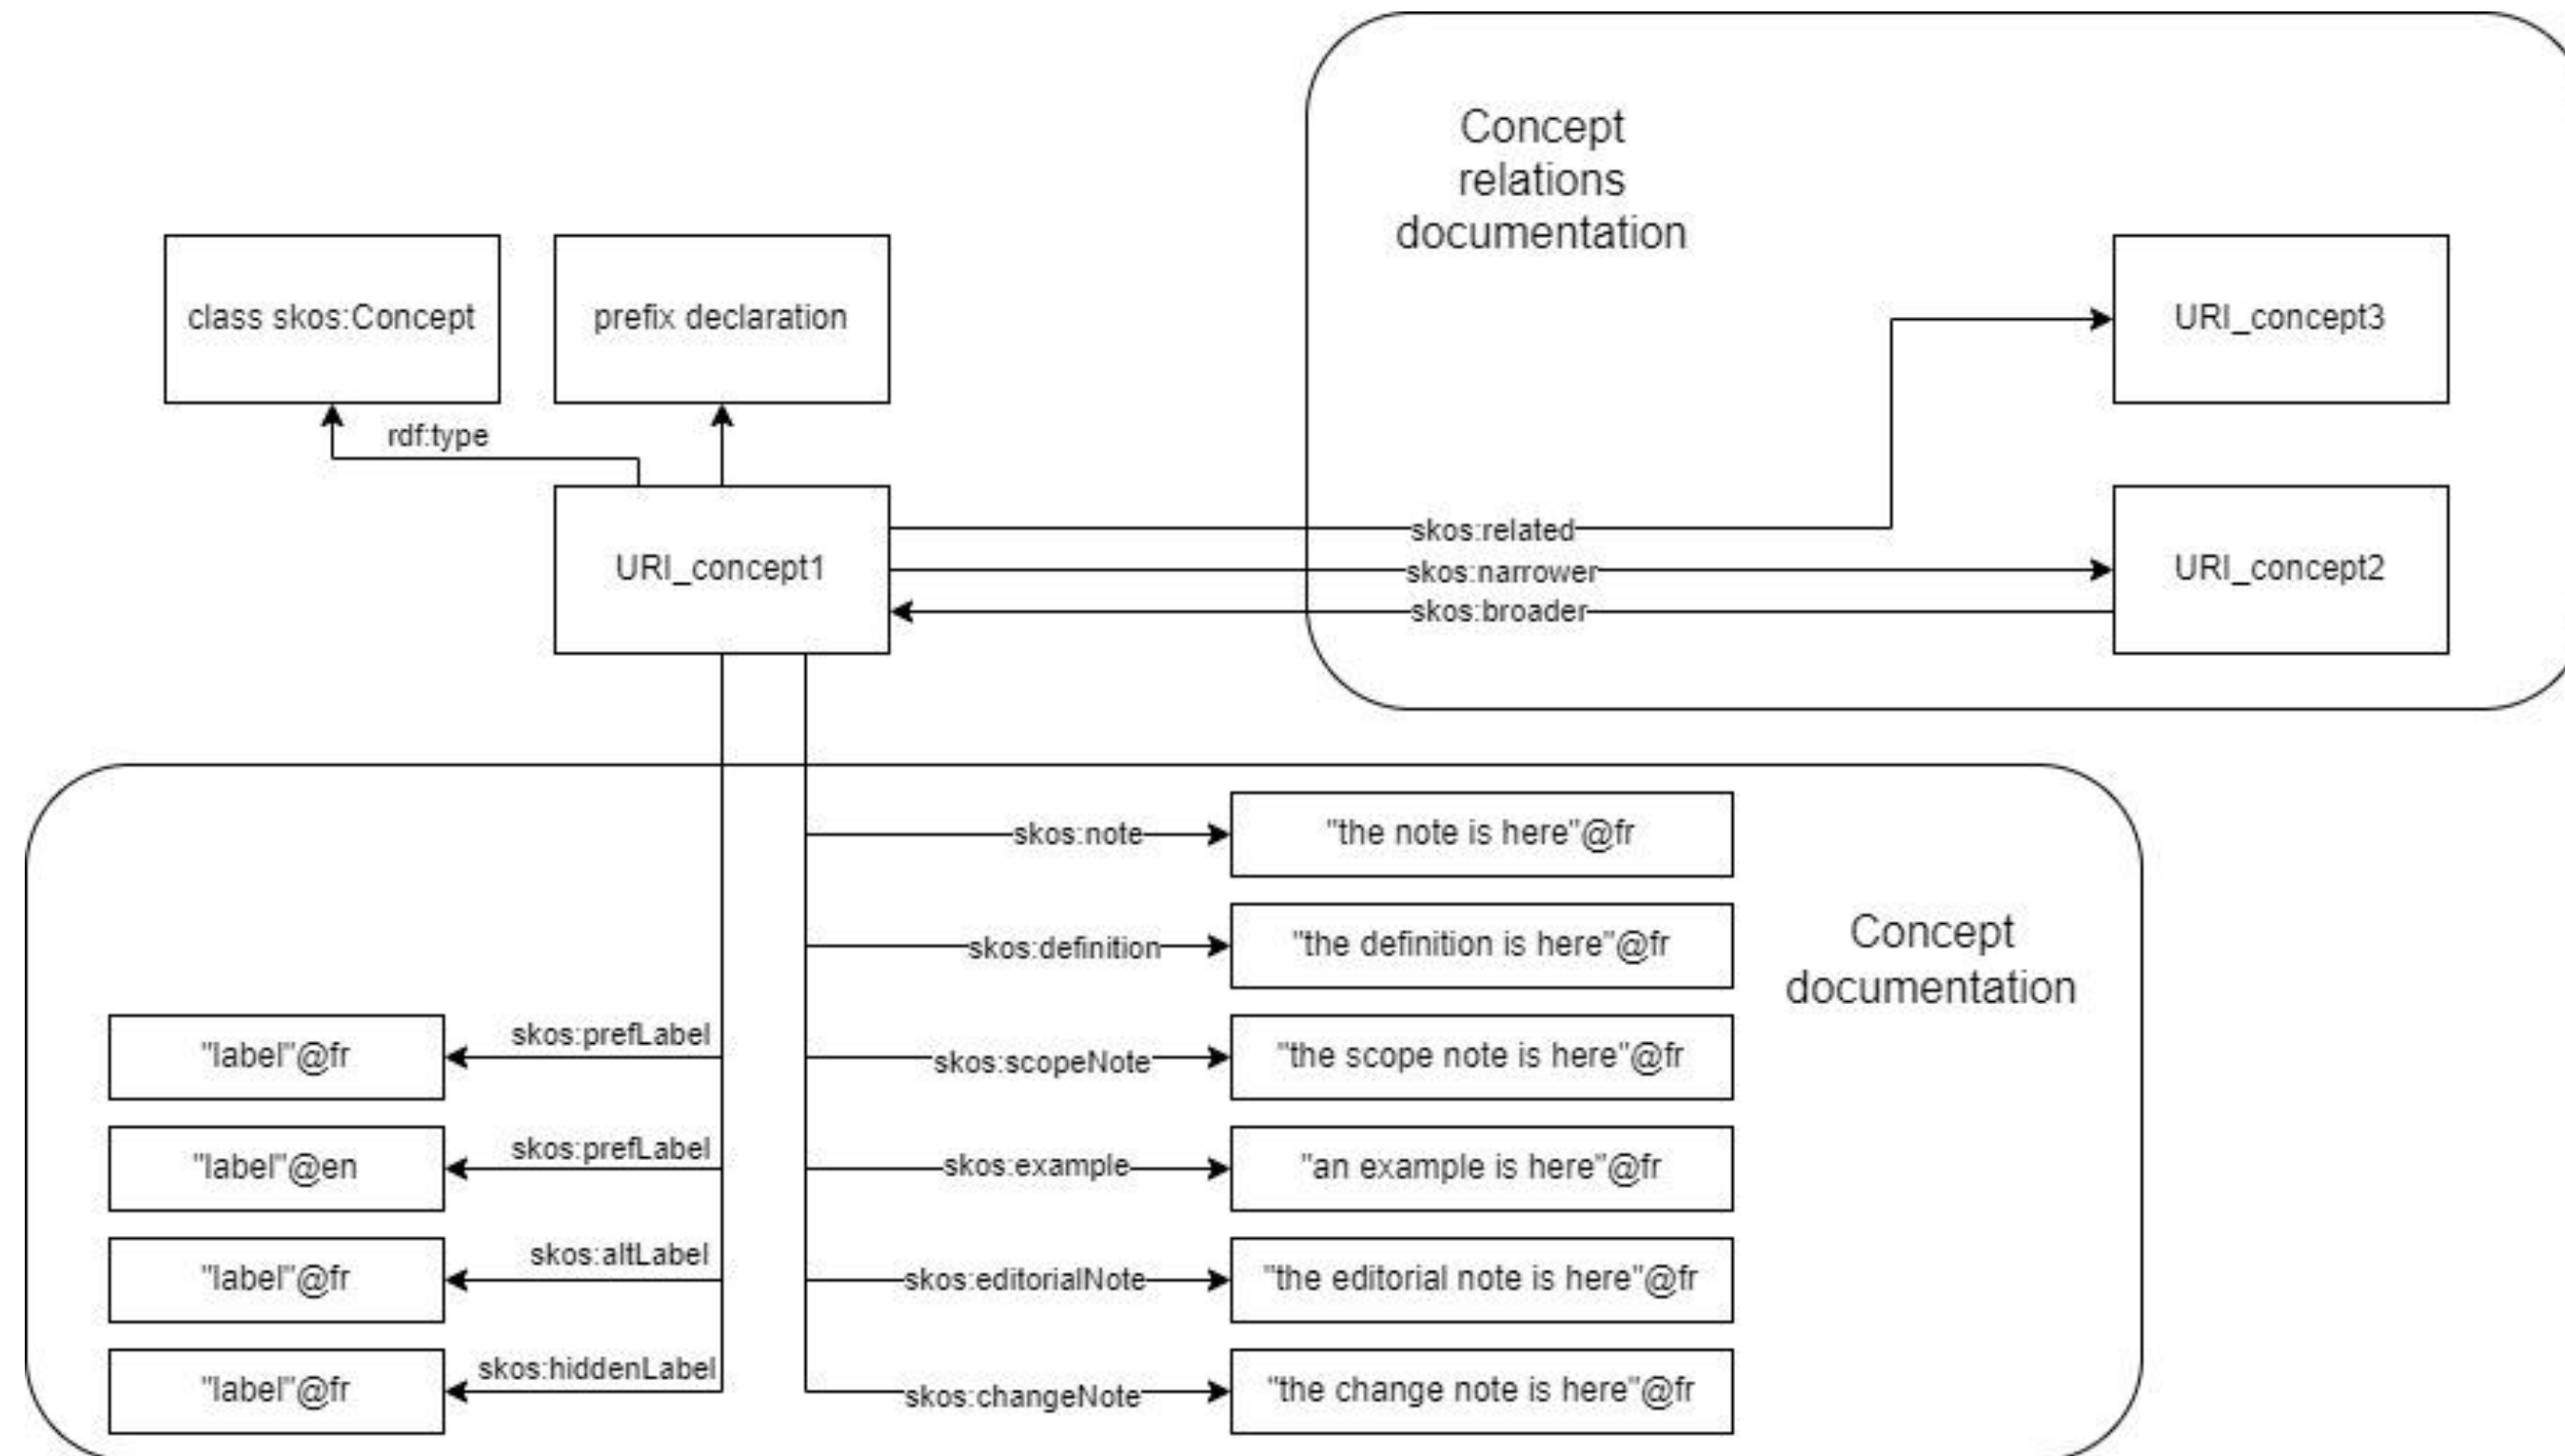 Concept
relations
documentation
class skos:Concept
prefix declaration
URI_concept3
rdf:type
URI_concept1
skos:related
skos:narrower
skos:broader
URI_concept2
skos:note
"the note is here"@fr
skos:definition
"the definition is here"@fr
Concept
documentation
"label"@fr
skos:prefLabel
skos:scopeNote
"the scope note is here"@fr
"label"@en
skos:prefLabel
skos:example
"an example is here"@fr
"label"@fr
skos:altLabel
skos:editorialNote
"the editorial note is here"@fr
"label"@fr
skos:hiddenLabel
skos:changeNote
"the change note is here"@fr